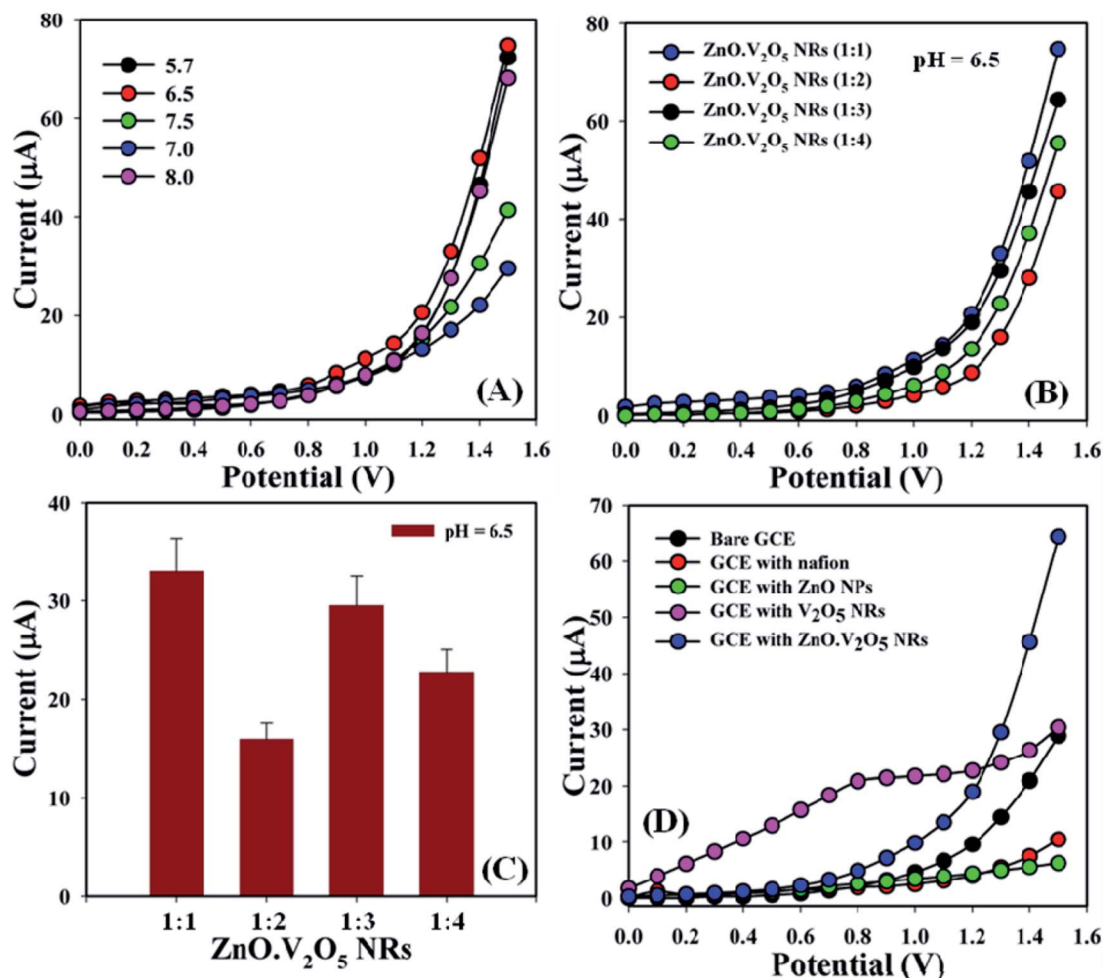 80
60
40
20
0
Current (μA)
5.7
6.5
7.5
7.0
8.0
(A)
0.0 0.2 0.4 0.6 0.8 1.0 1.2 1.4 1.6
Potential (V)
80
60
40
20
0
Current (μA)
ZnO.V₂O₅ NRs (1:1)
ZnO.V₂O₅ NRs (1:2)
ZnO.V₂O₅ NRs (1:3)
ZnO.V₂O₅ NRs (1:4)
pH = 6.5
(B)
0.0 0.2 0.4 0.6 0.8 1.0 1.2 1.4 1.6
Potential (V)
40
30
20
10
0
Current (μA)
pH = 6.5
(C)
1:1 1:2 1:3 1:4
ZnO.V₂O₅ NRs
70
60
50
40
30
20
10
0
Current (μA)
Bare GCE
GCE with nafion
GCE with ZnO NPs
GCE with V₂O₅ NRs
GCE with ZnO.V₂O₅ NRs
(D)
0.0 0.2 0.4 0.6 0.8 1.0 1.2 1.4 1.6
Potential (V)